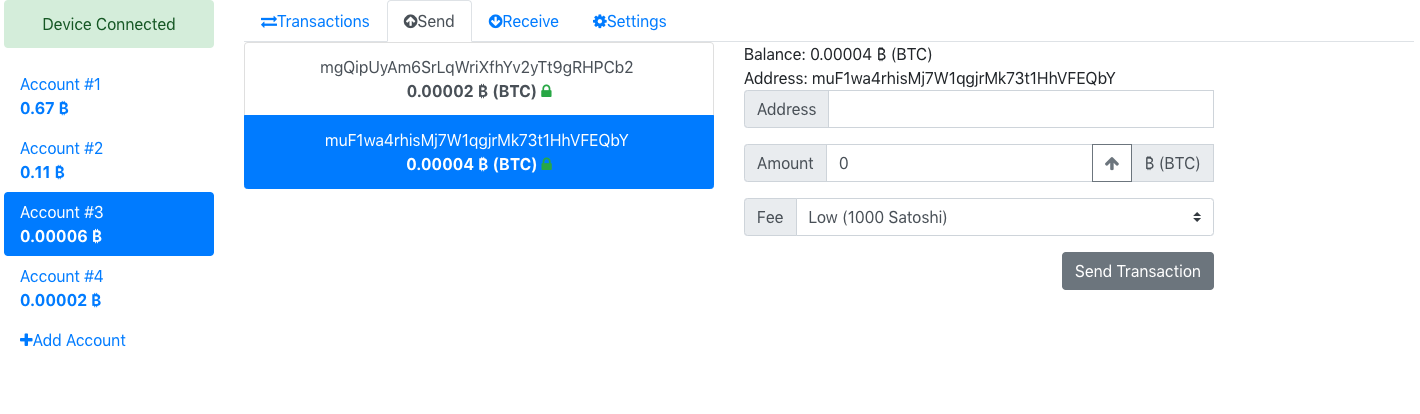 Device Connected
Account #1
0.67 ₿
Account #2
0.11 ₿
Account #3
0.00006 ₿
Account #4
0.00002 ₿
Add Account
Transactions
Send
Receive
Settings
mgQipUyAm6SrLqWriXfhYv2yTt9gRHPCb2
0.00002 ₿ (BTC)
muF1wa4rhisMj7W1qgjrMk73t1HhVFEQbY
0.00004 ₿ (BTC)
Balance: 0.00004 ₿ (BTC)
Address: muF1wa4rhisMj7W1qgjrMk73t1HhVFEQbY
Address
Amount 0 ₿ (BTC)
Fee Low (1000 Satoshi)
Send Transaction